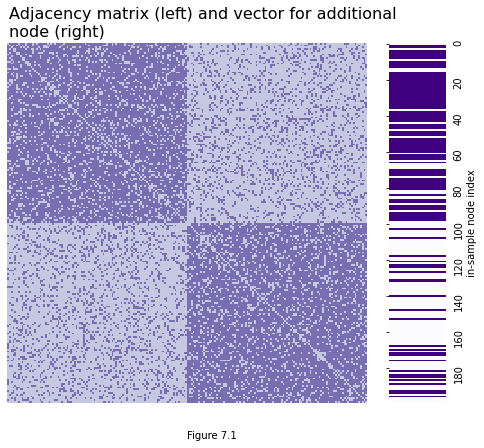 Adjacency matrix (left) and vector for additional
node (right)
0
20
40
60
80
100
120
140
160
180
in-sample node index
Figure 7.1